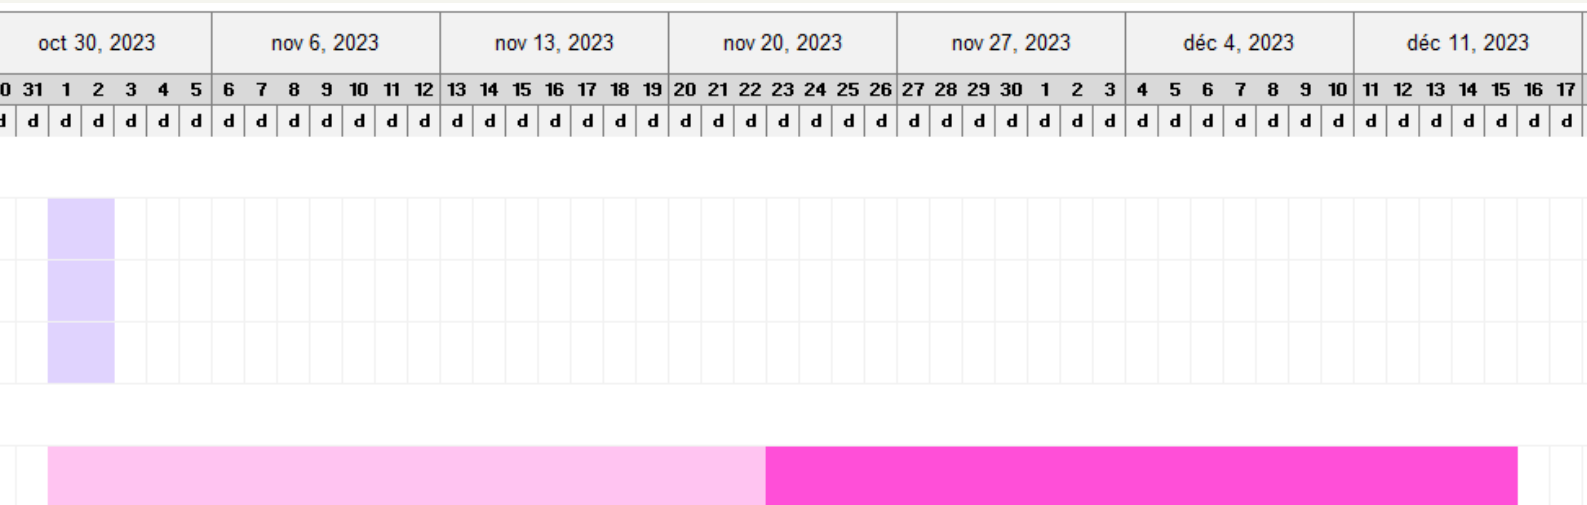 oct 30, 2023 nov 6, 2023 nov 13, 2023 nov 20, 2023 nov 27, 2023 déc 4, 2023 déc 11, 2023
0 31 1 2 3 4 5 6 7 8 9 10 11 12 13 14 15 16 17 18 19 20 21 22 23 24 25 26 27 28 29 30 1 2 3 4 5 6 7 8 9 10 11 12 13 14 15 16 17
d d d d d d d d d d d d d d d d d d d d d d d d d d d d d d d d d d d d d d d d d d d d d d d d d